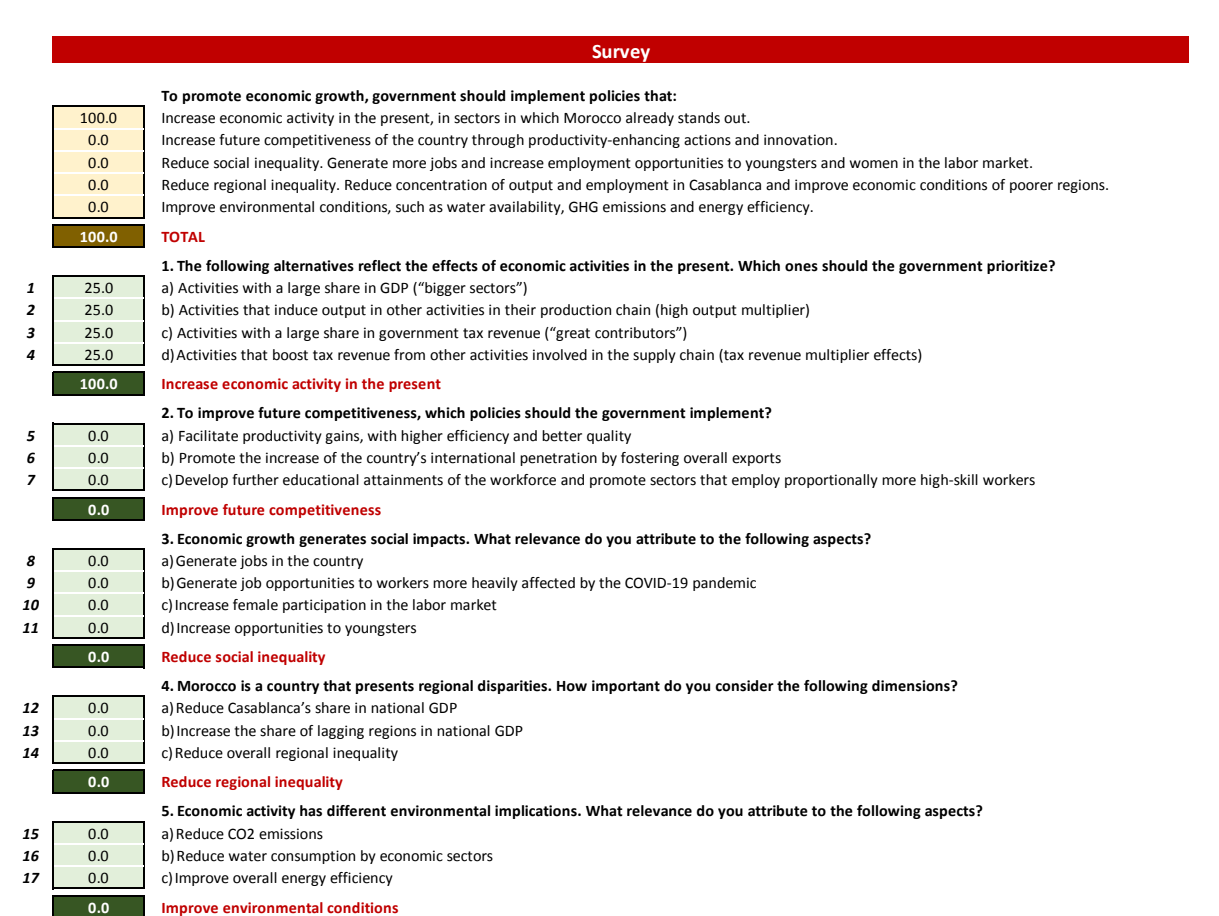 Survey
To promote economic growth, government should implement policies that:
100.0 Increase economic activity in the present, in sectors in which Morocco already stands out.
0.0 Increase future competitiveness of the country through productivity-enhancing actions and innovation.
0.0 Reduce social inequality. Generate more jobs and increase employment opportunities to youngsters and women in the labor market.
0.0 Reduce regional inequality. Reduce concentration of output and employment in Casablanca and improve economic conditions of poorer regions.
0.0 Improve environmental conditions, such as water availability, GHG emissions and energy efficiency.
100.0 TOTAL
1. The following alternatives reflect the effects of economic activities in the present. Which ones should the government prioritize?
1 25.0 a) Activities with a large share in GDP (“bigger sectors”)
2 25.0 b) Activities that induce output in other activities in their production chain (high output multiplier)
3 25.0 c) Activities with a large share in government tax revenue (“great contributors”)
4 25.0 d) Activities that boost tax revenue from other activities involved in the supply chain (tax revenue multiplier effects)
100.0 Increase economic activity in the present
2. To improve future competitiveness, which policies should the government implement?
5 0.0 a) Facilitate productivity gains, with higher efficiency and better quality
6 0.0 b) Promote the increase of the country’s international penetration by fostering overall exports
7 0.0 c) Develop further educational attainments of the workforce and promote sectors that employ proportionally more high-skill workers
0.0 Improve future competitiveness
3. Economic growth generates social impacts. What relevance do you attribute to the following aspects?
8 0.0 a) Generate jobs in the country
9 0.0 b) Generate job opportunities to workers more heavily affected by the COVID-19 pandemic
10 0.0 c) Increase female participation in the labor market
11 0.0 d) Increase opportunities to youngsters
0.0 Reduce social inequality
4. Morocco is a country that presents regional disparities. How important do you consider the following dimensions?
12 0.0 a) Reduce Casablanca’s share in national GDP
13 0.0 b) Increase the share of lagging regions in national GDP
14 0.0 c) Reduce overall regional inequality
0.0 Reduce regional inequality
5. Economic activity has different environmental implications. What relevance do you attribute to the following aspects?
15 0.0 a) Reduce CO2 emissions
16 0.0 b) Reduce water consumption by economic sectors
17 0.0 c) Improve overall energy efficiency
0.0 Improve environmental conditions